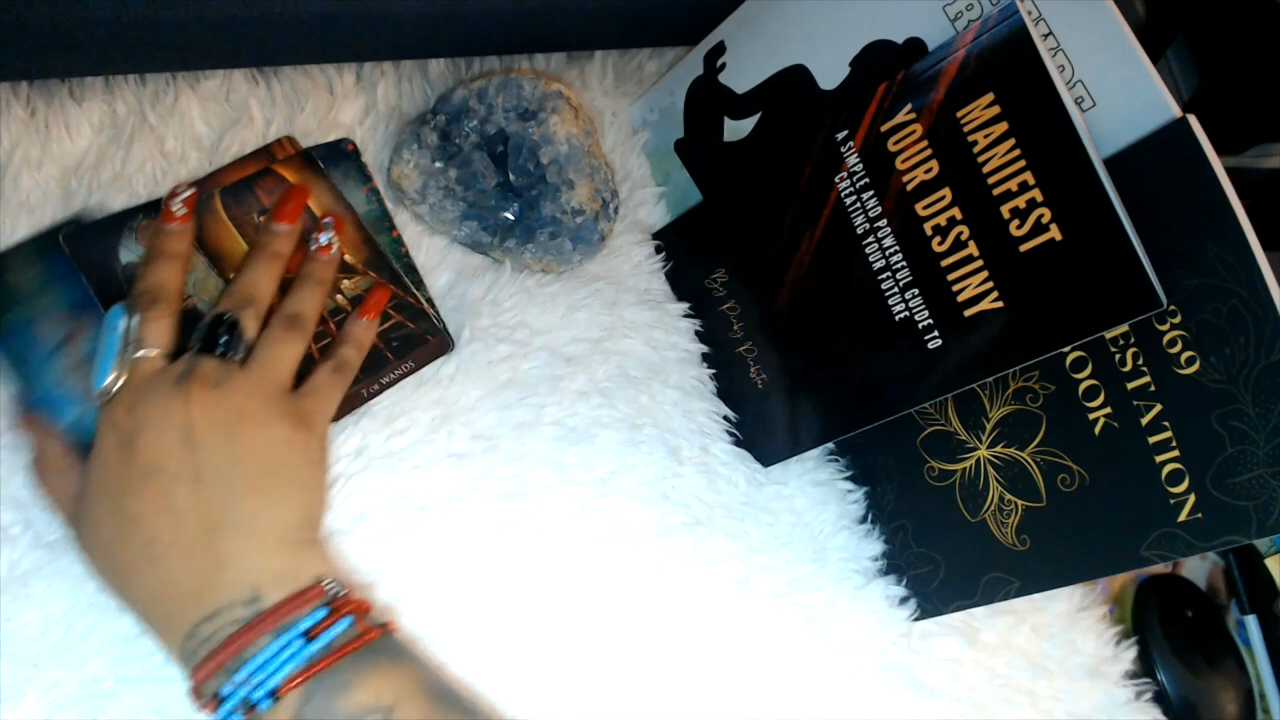 MANIFEST
YOUR DESTINY
A SIMPLE AND POWERFUL GUIDE TO
CREATING YOUR FUTURE
369
ESTATION
OOK
7 OF WANDS